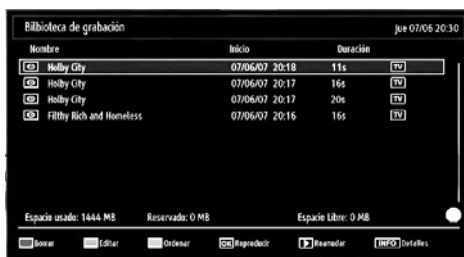 Bilbioteca de grabación jue 07/06 20:30
Nombre Inicio Duración
Holby City 07/06/07 20:18 11s TV
Holby City 07/06/07 20:17 16s TV
Holby City 07/06/07 20:17 20s TV
Filthy Rich and Homeless 07/06/07 20:16 16s TV
Espacio usado: 1444 MB Reservado: 0 MB Espacio Libre: 0 MB
Borrar Editar Ordenar OK Reproducir Reanudar INFO Detalles